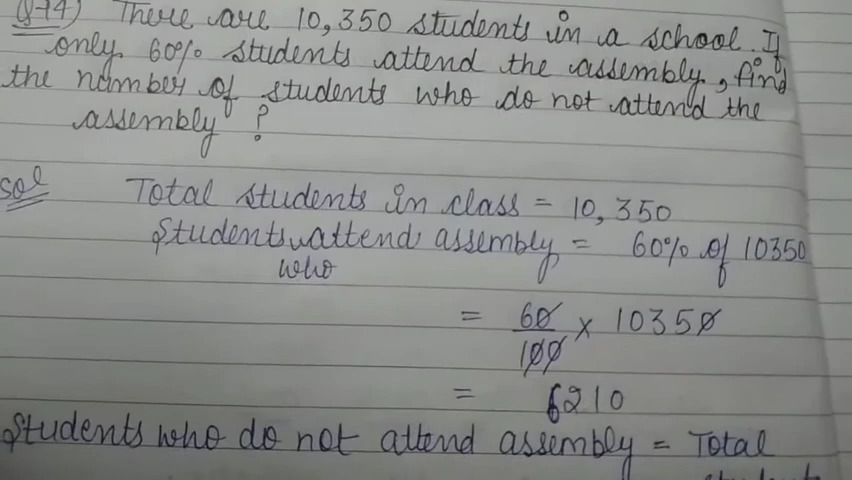 Q-74) There are 10,350 students in a school. If
only 60% students attend the assembly, find
the number of students who do not attend the
assembly ?
Sol Total students in class = 10,350
Students attend assembly = 60% of 10350
who
= 60/100 × 10350
= 6210
Students who do not attend assembly = Total